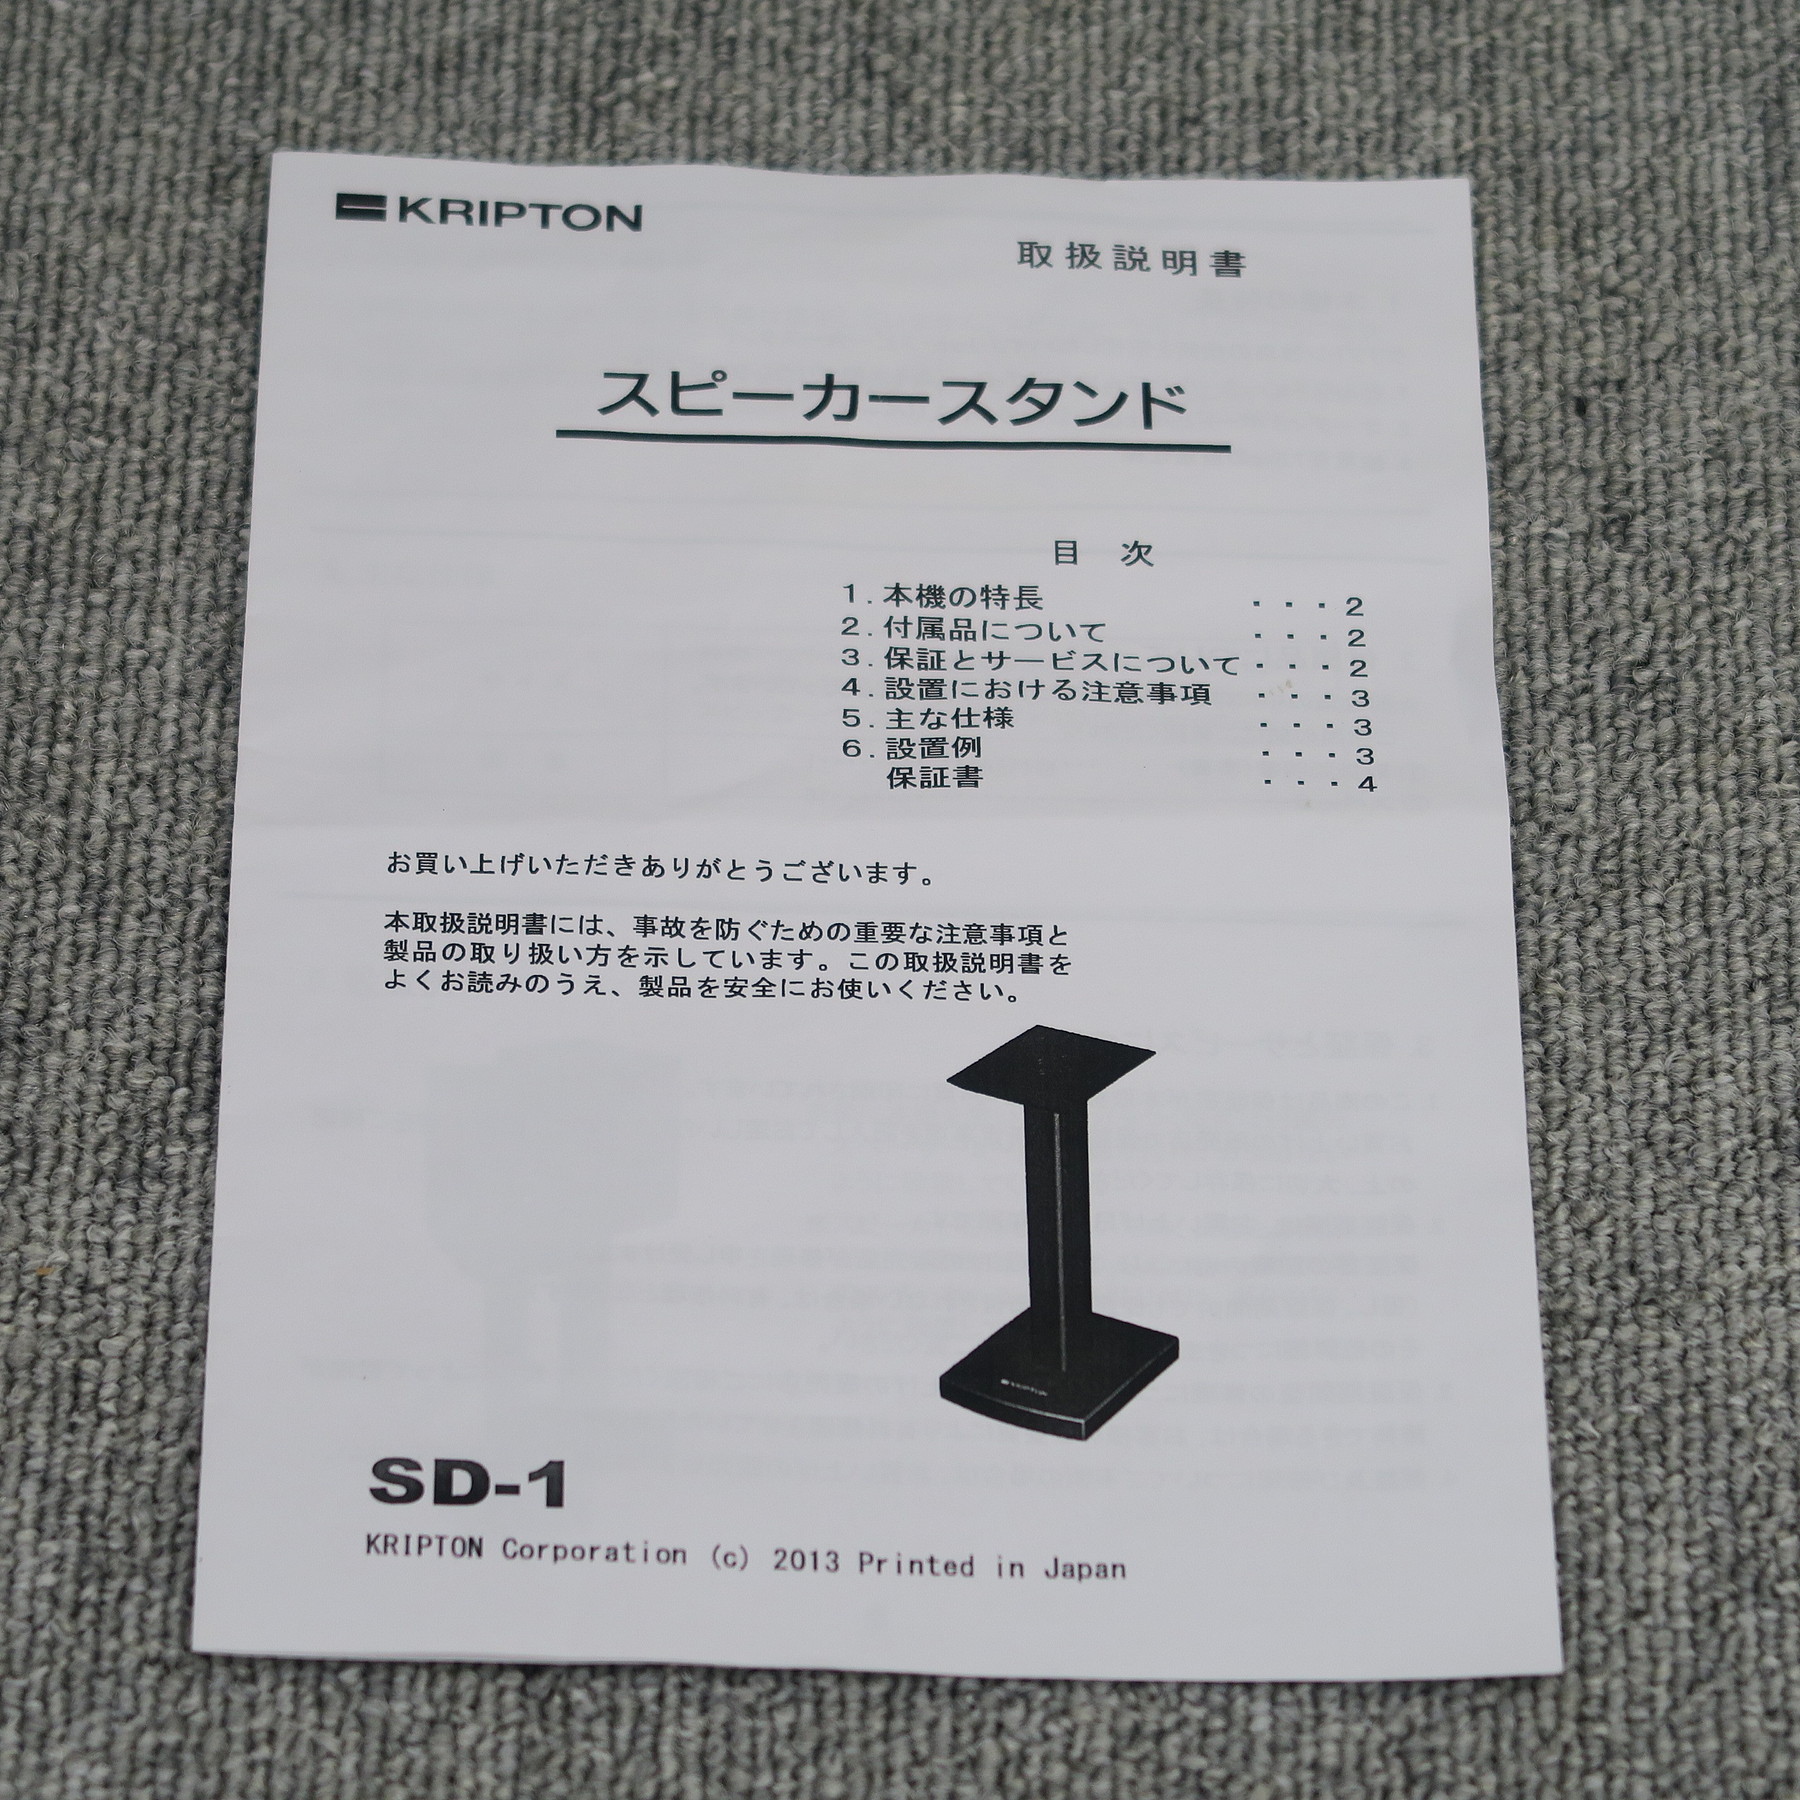 KRIPTON
取扱説明書
スピーカースタンド
目 次
1. 本機の特長 ・・・2
2. 付属品について ・・・2
3. 保証とサービスについて・・・2
4. 設置における注意事項 ・・・3
5. 主な仕様 ・・・3
6. 設置例 ・・・3
保証書 ・・・4
お買い上げいただきありがとうございます。
本取扱説明書には、事故を防ぐための重要な注意事項と
製品の取り扱い方を示しています。この取扱説明書を
よくお読みのうえ、製品を安全にお使いください。
KRIPTON
SD-1
KRIPTON Corporation (c) 2013 Printed in Japan